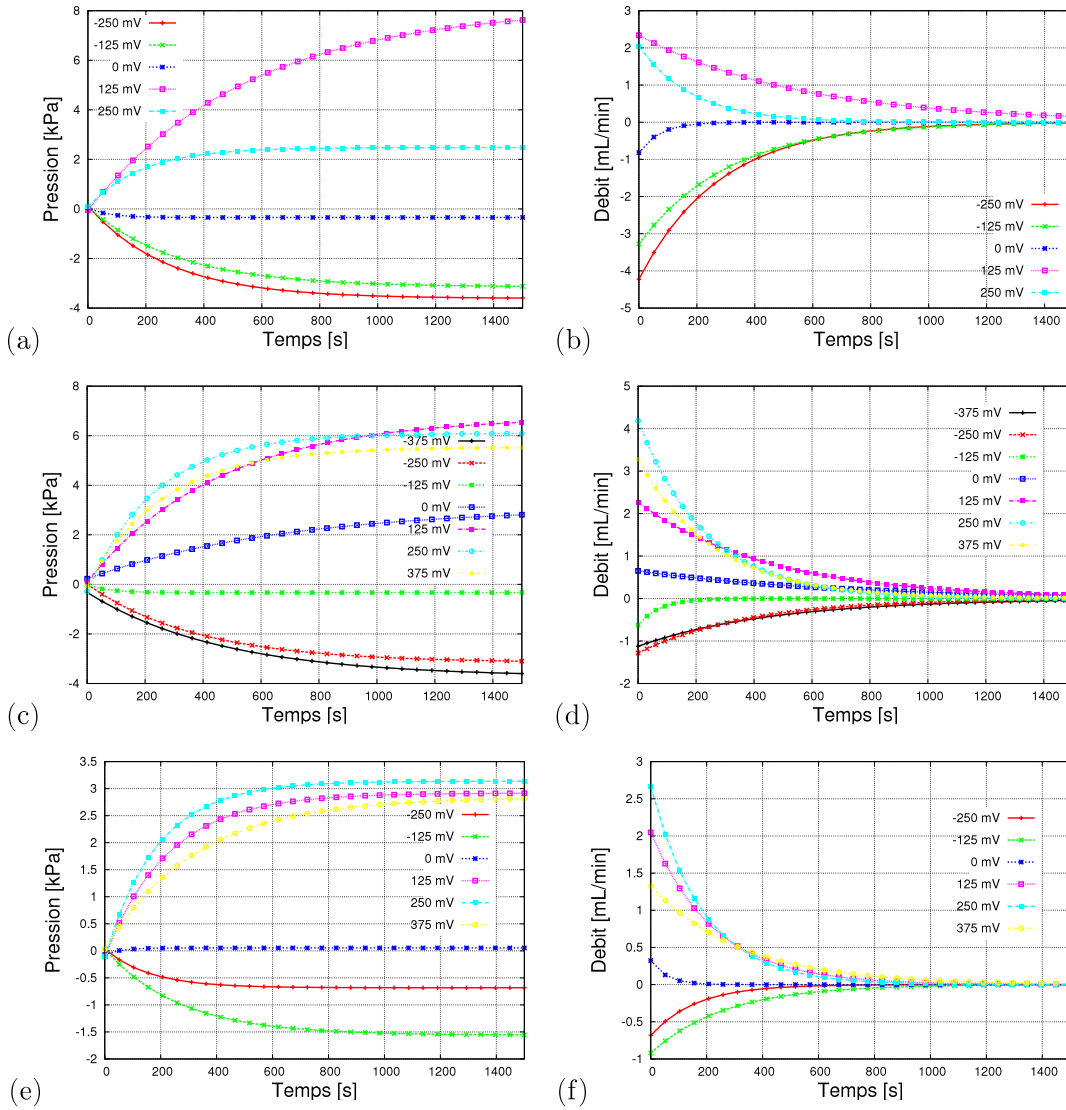 8
6
4
2
0
-2
-4
0 200 400 600 800 1000 1200 1400
Pression [kPa]
Temps [s]
-250 mV
-125 mV
0 mV
125 mV
250 mV
(a)
3
2
1
0
-1
-2
-3
-4
-5
0 200 400 600 800 1000 1200 1400
Debit [mL/min]
Temps [s]
-250 mV
-125 mV
0 mV
125 mV
250 mV
(b)
8
6
4
2
0
-2
-4
0 200 400 600 800 1000 1200 1400
Pression [kPa]
Temps [s]
-375 mV
-250 mV
-125 mV
0 mV
125 mV
250 mV
375 mV
(c)
5
4
3
2
1
0
-1
-2
0 200 400 600 800 1000 1200 1400
Debit [mL/min]
Temps [s]
-375 mV
-250 mV
-125 mV
0 mV
125 mV
250 mV
375 mV
(d)
3.5
3
2.5
2
1.5
1
0.5
0
-0.5
-1
-1.5
-2
0 200 400 600 800 1000 1200 1400
Pression [kPa]
Temps [s]
-250 mV
-125 mV
0 mV
125 mV
250 mV
375 mV
(e)
3
2.5
2
1.5
1
0.5
0
-0.5
-1
0 200 400 600 800 1000 1200 1400
Debit [mL/min]
Temps [s]
-250 mV
-125 mV
0 mV
125 mV
250 mV
375 mV
(f)